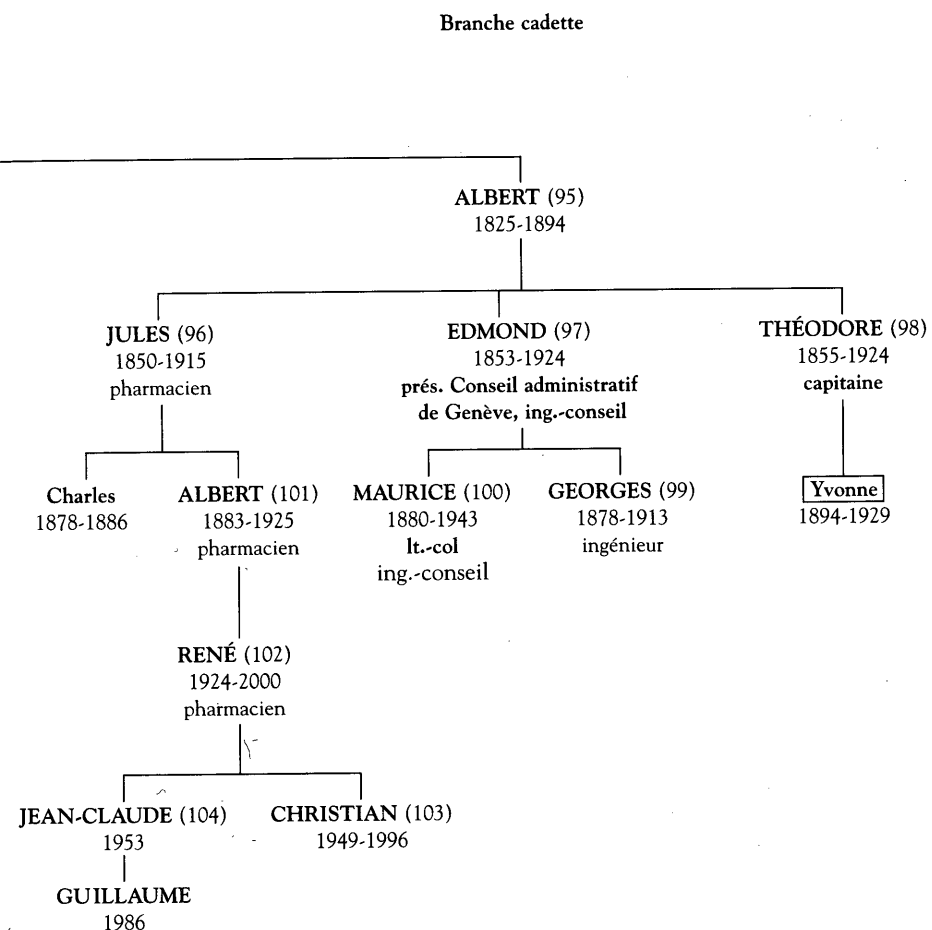 Branche cadette
ALBERT (95)
1825-1894
JULES (96)
1850-1915
pharmacien
EDMOND (97)
1853-1924
prés. Conseil administratif
de Genève, ing.-conseil
THÉODORE (98)
1855-1924
capitaine
Charles
1878-1886
ALBERT (101)
1883-1925
pharmacien
MAURICE (100)
1880-1943
lt.-col
ing.-conseil
GEORGES (99)
1878-1913
ingénieur
Yvonne
1894-1929
RENÉ (102)
1924-2000
pharmacien
JEAN-CLAUDE (104)
1953
CHRISTIAN (103)
1949-1996
GUILLAUME
1986